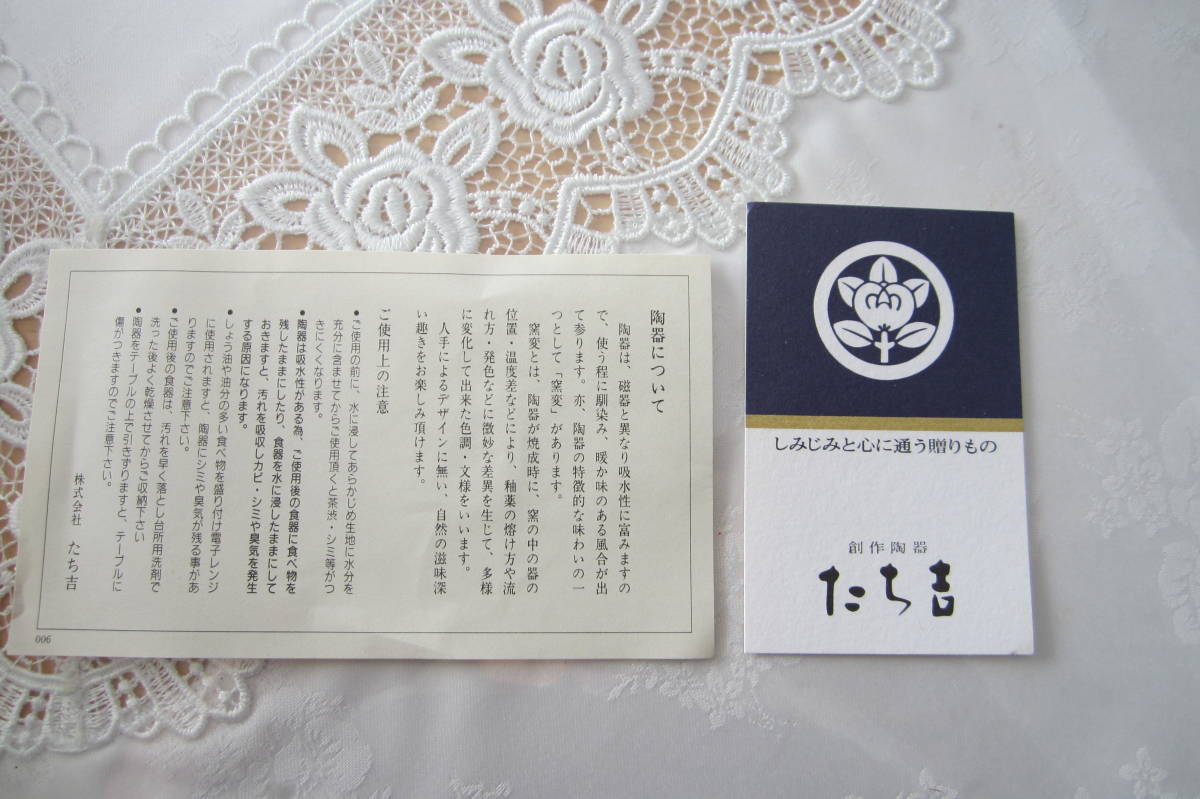 陶器について
陶器は、磁器と異なり吸水性に富みますの
で、使う程に馴染み、暖か味のある風合が出
て参ります。亦、陶器の特徴的な味わいの一
つとして「窯変」があります。
窯変とは、陶器が焼成時に、窯の中の器の
位置・温度差などにより、釉薬の熔け方や流
れ方・発色などに微妙な差異を生じて、多様
に変化して出来た色調・文様をいいます。
人手によるデザインに無い、自然の滋味深
い趣きをお楽しみ頂けます。
ご使用上の注意
●ご使用の前に、水に浸してあらかじめ生地に水分を
充分に含ませてからご使用頂くと茶渋・シミ等がつ
きにくくなります。
●陶器は吸水性がある為、ご使用後の食器に食べ物を
残したままにしたり、食器を水に浸したままにして
おきますと、汚れを吸収しカビ・シミや臭気を発生
する原因になります。
●しょう油や油分の多い食べ物を盛り付け電子レンジ
に使用されますと、陶器にシミや臭気が残る事があ
りますのでご注意下さい。
●ご使用後の食器は、汚れを早く落とし台所用洗剤で
洗った後よく乾燥させてからご収納下さい
●陶器をテーブルの上で引きずりますと、テーブルに
傷がつきますのでご注意下さい。
株式会社 たち吉
006
しみじみと心に通う贈りもの
創作陶器
たち吉